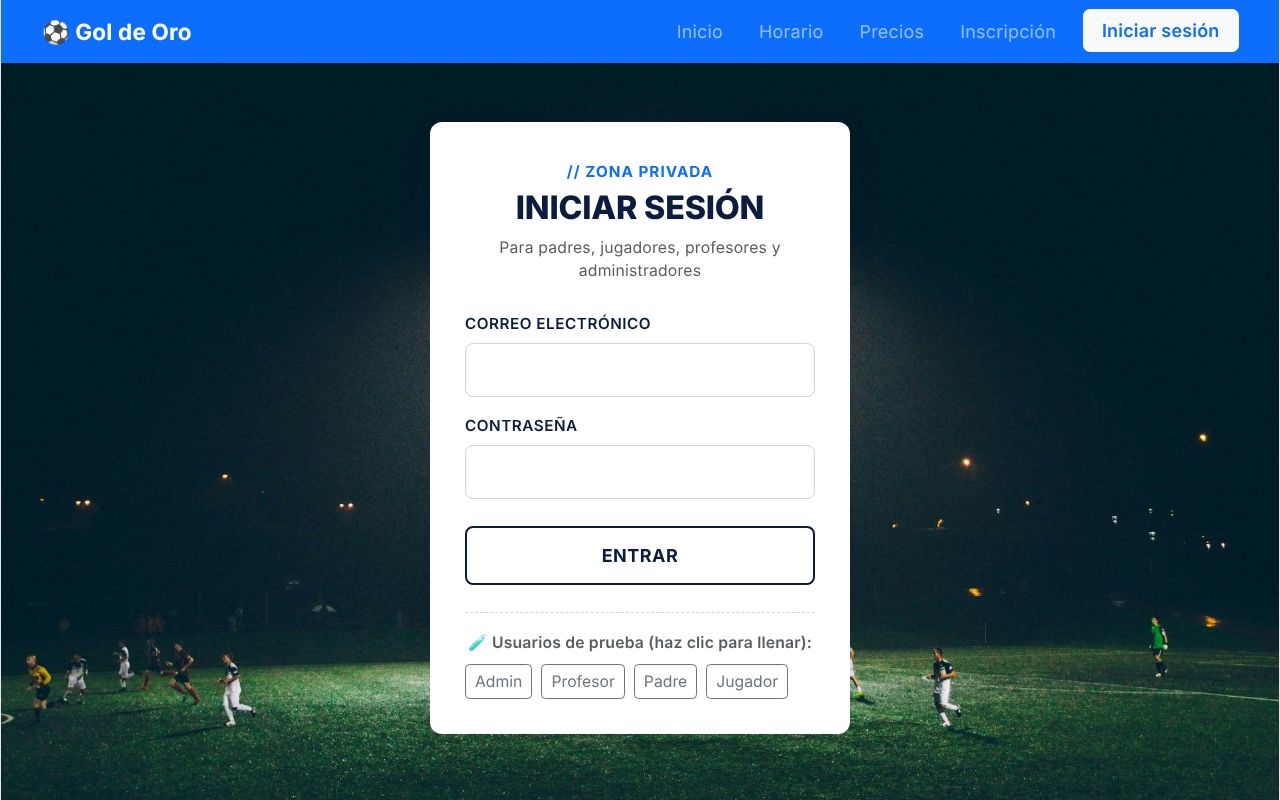 ⚽ Gol de Oro
Inicio
Horario
Precios
Inscripción
Iniciar sesión
// ZONA PRIVADA
INICIAR SESIÓN
Para padres, jugadores, profesores y
administradores
CORREO ELECTRÓNICO
CONTRASEÑA
ENTRAR
🧪 Usuarios de prueba (haz clic para llenar):
Admin
Profesor
Padre
Jugador